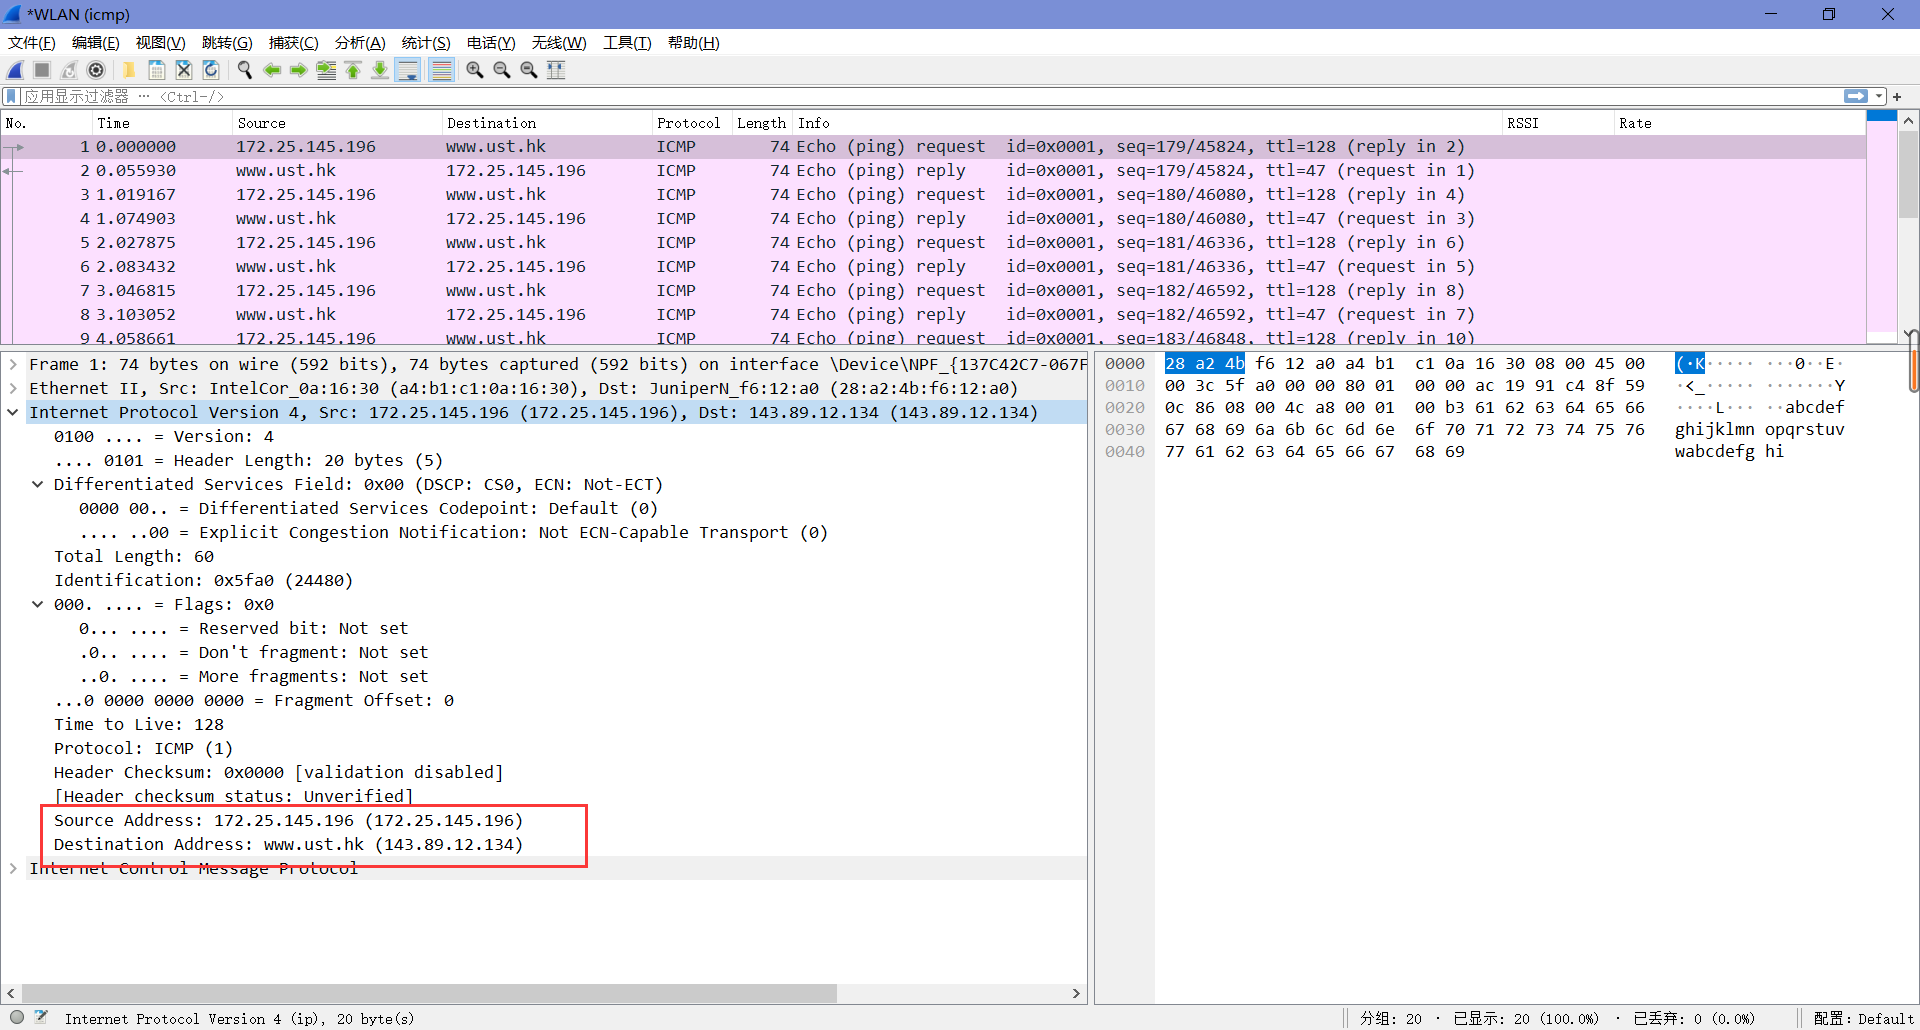 *WLAN (icmp)
文件(F) 编辑(E) 视图(V) 跳转(G) 捕获(C) 分析(A) 统计(S) 电话(Y) 无线(W) 工具(T) 帮助(H)
应用显示过滤器 … <Ctrl-/>
No. Time Source Destination Protocol Length Info RSSI Rate
1 0.000000 172.25.145.196 www.ust.hk ICMP 74 Echo (ping) request id=0x0001, seq=179/45824, ttl=128 (reply in 2)
2 0.055930 www.ust.hk 172.25.145.196 ICMP 74 Echo (ping) reply id=0x0001, seq=179/45824, ttl=47 (request in 1)
3 1.019167 172.25.145.196 www.ust.hk ICMP 74 Echo (ping) request id=0x0001, seq=180/46080, ttl=128 (reply in 4)
4 1.074903 www.ust.hk 172.25.145.196 ICMP 74 Echo (ping) reply id=0x0001, seq=180/46080, ttl=47 (request in 3)
5 2.027875 172.25.145.196 www.ust.hk ICMP 74 Echo (ping) request id=0x0001, seq=181/46336, ttl=128 (reply in 6)
6 2.083432 www.ust.hk 172.25.145.196 ICMP 74 Echo (ping) reply id=0x0001, seq=181/46336, ttl=47 (request in 5)
7 3.046815 172.25.145.196 www.ust.hk ICMP 74 Echo (ping) request id=0x0001, seq=182/46592, ttl=128 (reply in 8)
8 3.103052 www.ust.hk 172.25.145.196 ICMP 74 Echo (ping) reply id=0x0001, seq=182/46592, ttl=47 (request in 7)
9 4.058661 172.25.145.196 www.ust.hk ICMP 74 Echo (ping) request id=0x0001, seq=183/46848, ttl=128 (reply in 10)
Frame 1: 74 bytes on wire (592 bits), 74 bytes captured (592 bits) on interface \Device\NPF_{137C42C7-067F
Ethernet II, Src: IntelCor_0a:16:30 (a4:b1:c1:0a:16:30), Dst: JuniperN_f6:12:a0 (28:a2:4b:f6:12:a0)
Internet Protocol Version 4, Src: 172.25.145.196 (172.25.145.196), Dst: 143.89.12.134 (143.89.12.134)
0100 .... = Version: 4
.... 0101 = Header Length: 20 bytes (5)
Differentiated Services Field: 0x00 (DSCP: CS0, ECN: Not-ECT)
0000 00.. = Differentiated Services Codepoint: Default (0)
.... ..00 = Explicit Congestion Notification: Not ECN-Capable Transport (0)
Total Length: 60
Identification: 0x5fa0 (24480)
000. .... = Flags: 0x0
0... .... = Reserved bit: Not set
.0.. .... = Don't fragment: Not set
..0. .... = More fragments: Not set
...0 0000 0000 0000 = Fragment Offset: 0
Time to Live: 128
Protocol: ICMP (1)
Header Checksum: 0x0000 [validation disabled]
[Header checksum status: Unverified]
Source Address: 172.25.145.196 (172.25.145.196)
Destination Address: www.ust.hk (143.89.12.134)
Internet Control Message Protocol
0000 28 a2 4b f6 12 a0 a4 b1 c1 0a 16 30 08 00 45 00 (·K····· ···0··E·
0010 00 3c 5f a0 00 00 80 01 00 00 ac 19 91 c4 8f 59 ·<_····· ·······Y
0020 0c 86 08 00 4c a8 00 01 00 b3 61 62 63 64 65 66 ····L··· ··abcdef
0030 67 68 69 6a 6b 6c 6d 6e 6f 70 71 72 73 74 75 76 ghijklmn opqrstuv
0040 77 61 62 63 64 65 66 67 68 69 wabcdefg hi
Internet Protocol Version 4 (ip), 20 byte(s) 分组: 20 · 已显示: 20 (100.0%) · 已丢弃: 0 (0.0%) 配置: Default